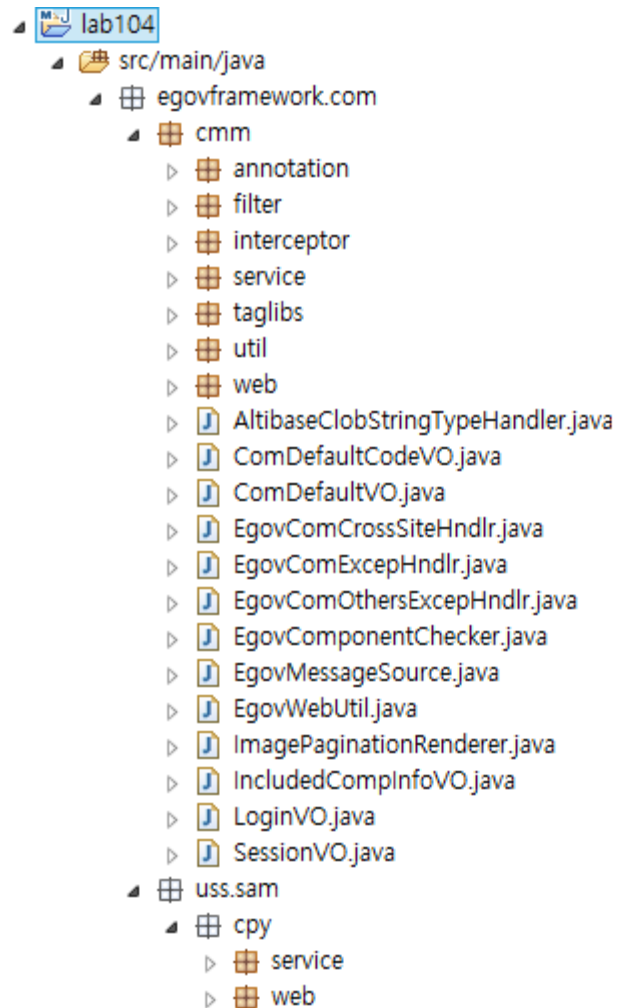 lab104
src/main/java
egovframework.com
cmm
annotation
filter
interceptor
service
taglibs
util
web
AltibaseClobStringTypeHandler.java
ComDefaultCodeVO.java
ComDefaultVO.java
EgovComCrossSiteHndlr.java
EgovComExcepHndlr.java
EgovComOthersExcepHndlr.java
EgovComponentChecker.java
EgovMessageSource.java
EgovWebUtil.java
ImagePaginationRenderer.java
IncludedCompInfoVO.java
LoginVO.java
SessionVO.java
uss.sam
cpy
service
web